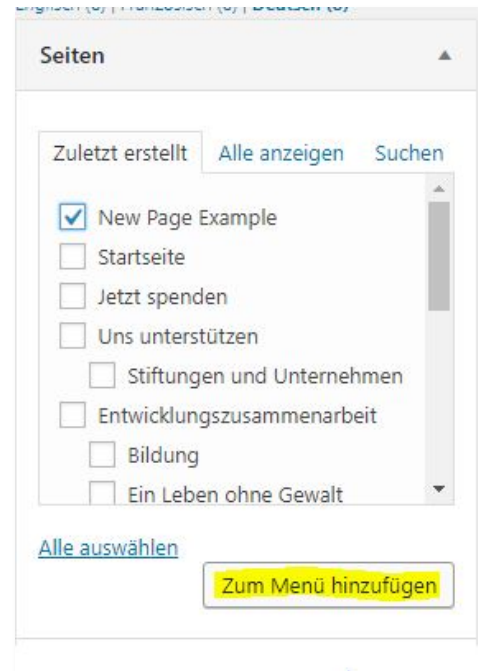 Deutsch
Seiten
Zuletzt erstellt Alle anzeigen Suchen
New Page Example
Startseite
Jetzt spenden
Uns unterstützen
Stiftungen und Unternehmen
Entwicklungszusammenarbeit
Bildung
Ein Leben ohne Gewalt
Alle auswählen
Zum Menü hinzufügen